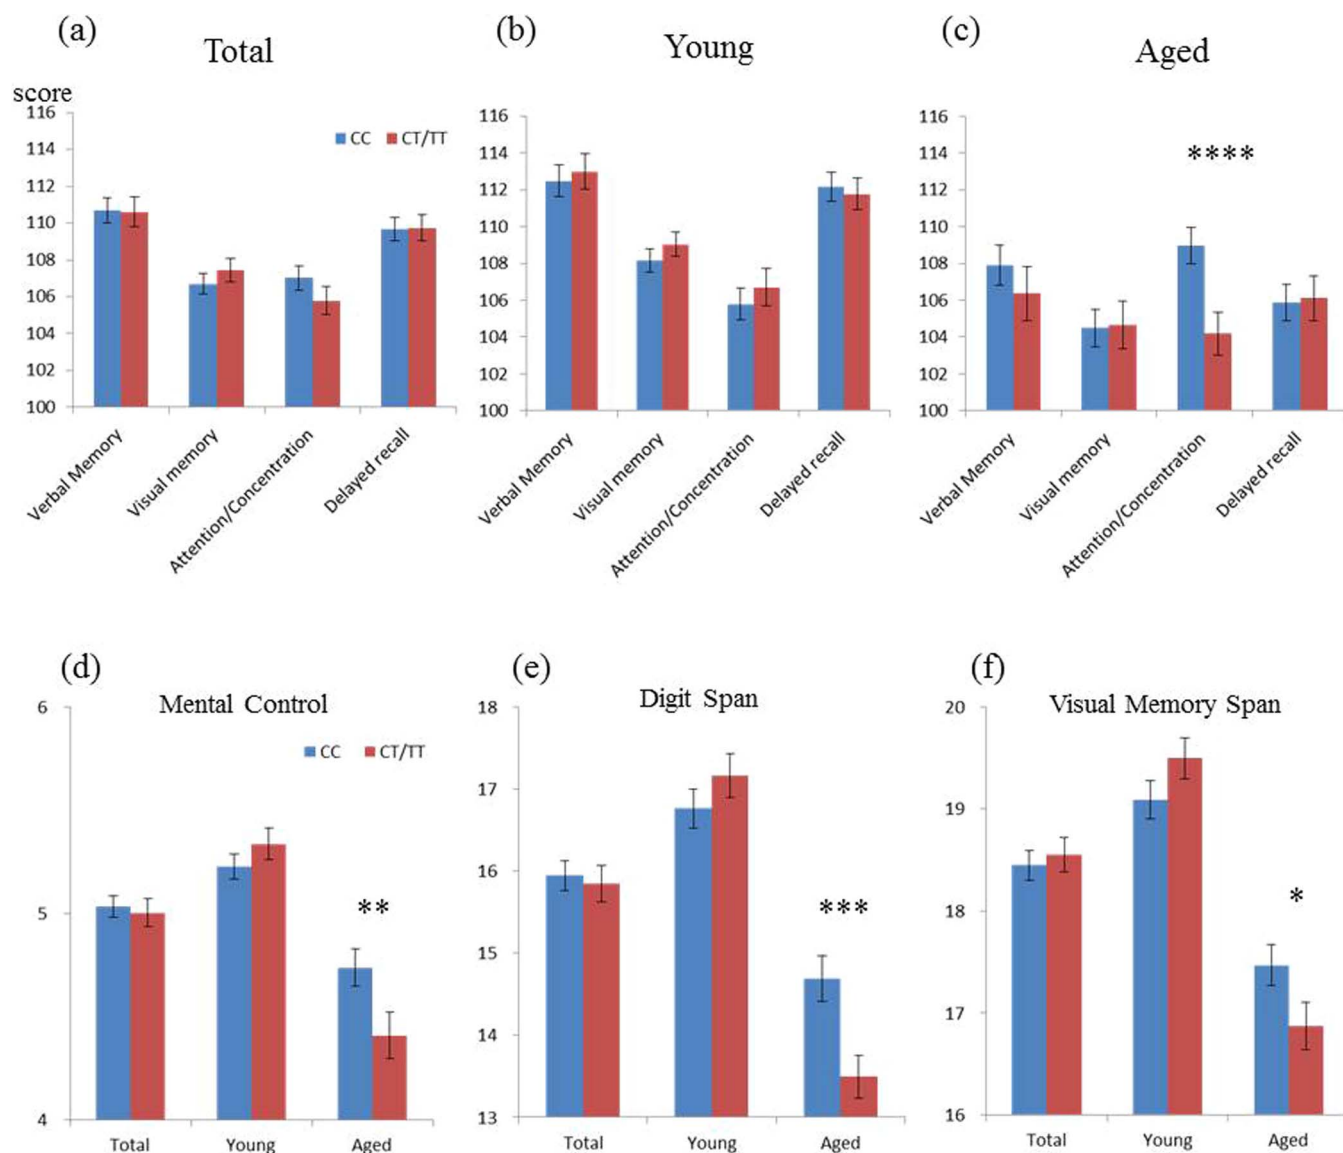 (a) Total
score
116
114
112
110
108
106
104
102
100
CC CT/TT
Verbal Memory
Visual memory
Attention/Concentration
Delayed recall
(b) Young
116
114
112
110
108
106
104
102
100
Verbal Memory
Visual memory
Attention/Concentration
Delayed recall
(c) Aged
116
114
112
110
108
106
104
102
100
****
Verbal Memory
Visual memory
Attention/Concentration
Delayed recall
(d)
Mental Control
6
5
4
CC CT/TT
**
Total Young Aged
(e)
Digit Span
18
17
16
15
14
13
***
Total Young Aged
(f)
Visual Memory Span
20
19
18
17
16
*
Total Young Aged